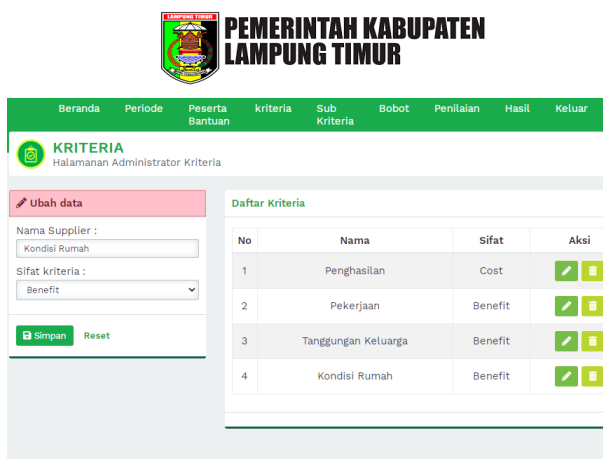 LAMPUNG TIMUR
PEMERINTAH KABUPATEN
LAMPUNG TIMUR
Beranda Periode Peserta Bantuan kriteria Sub Kriteria Bobot Penilaian Hasil Keluar
KRITERIA
Halamanan Administrator Kriteria
Ubah data
Nama Supplier :
Kondisi Rumah
Sifat kriteria :
Benefit
Simpan Reset
Daftar Kriteria
No Nama Sifat Aksi
1 Penghasilan Cost
2 Pekerjaan Benefit
3 Tanggungan Keluarga Benefit
4 Kondisi Rumah Benefit